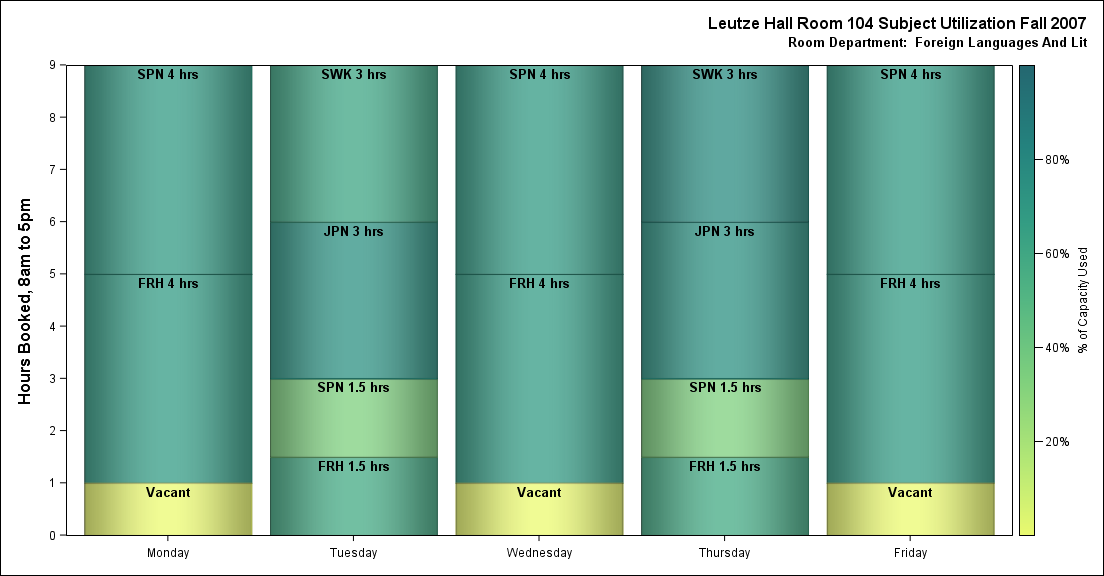 Leutze Hall Room 104 Subject Utilization Fall 2007
Room Department:  Foreign Languages And Lit
Hours Booked, 8am to 5pm
9
8
7
6
5
4
3
2
1
0
SPN 4 hrs
FRH 4 hrs
Vacant
SWK 3 hrs
JPN 3 hrs
SPN 1.5 hrs
FRH 1.5 hrs
SPN 4 hrs
FRH 4 hrs
Vacant
SWK 3 hrs
JPN 3 hrs
SPN 1.5 hrs
FRH 1.5 hrs
SPN 4 hrs
FRH 4 hrs
Vacant
Monday
Tuesday
Wednesday
Thursday
Friday
80%
60%
40%
20%
% of Capacity Used